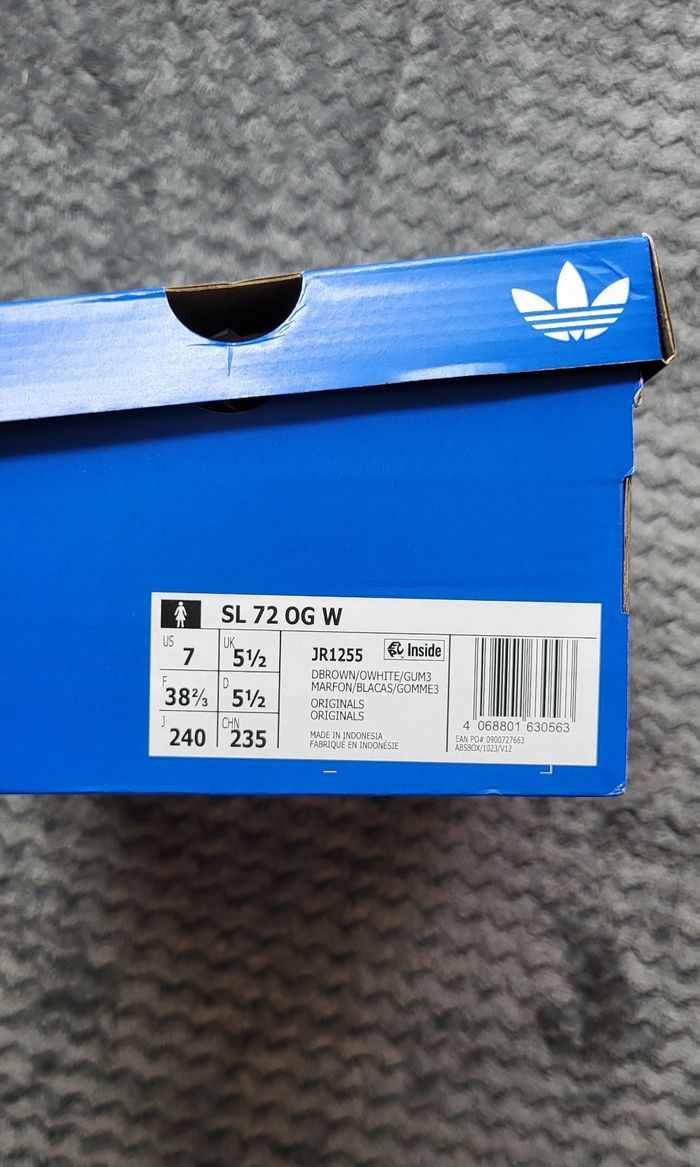 SL 72 OG W
US 7 UK 5½
F 38⅔ D 5½
J 240 CHN 235
JR1255 Inside
DBROWN/OWHITE/GUM3
MARFON/BLACAS/GOMME3
ORIGINALS
ORIGINALS
MADE IN INDONESIA
FABRIQUE EN INDONÉSIE
4 068801 630563
EAN PO# 0900727663
ABSBOX/1023/V12